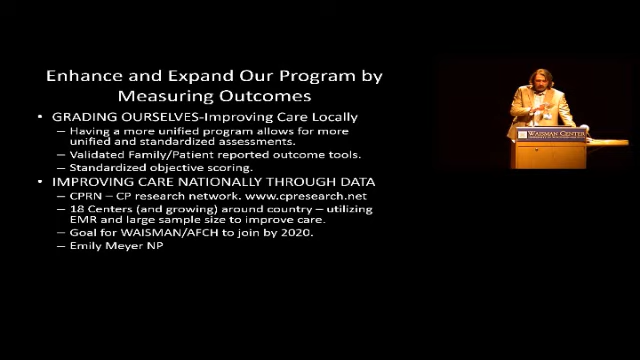 Enhance and Expand Our Program by
Measuring Outcomes
• GRADING OURSELVES-Improving Care Locally
– Having a more unified program allows for more
unified and standardized assessments.
– Validated Family/Patient reported outcome tools.
– Standardized objective scoring.
• IMPROVING CARE NATIONALLY THROUGH DATA
– CPRN – CP research network. www.cpresearch.net
– 18 Centers (and growing) around country – utilizing
EMR and large sample size to improve care.
– Goal for WAISMAN/AFCH to join by 2020.
– Emily Meyer NP
WAISMAN CENTER